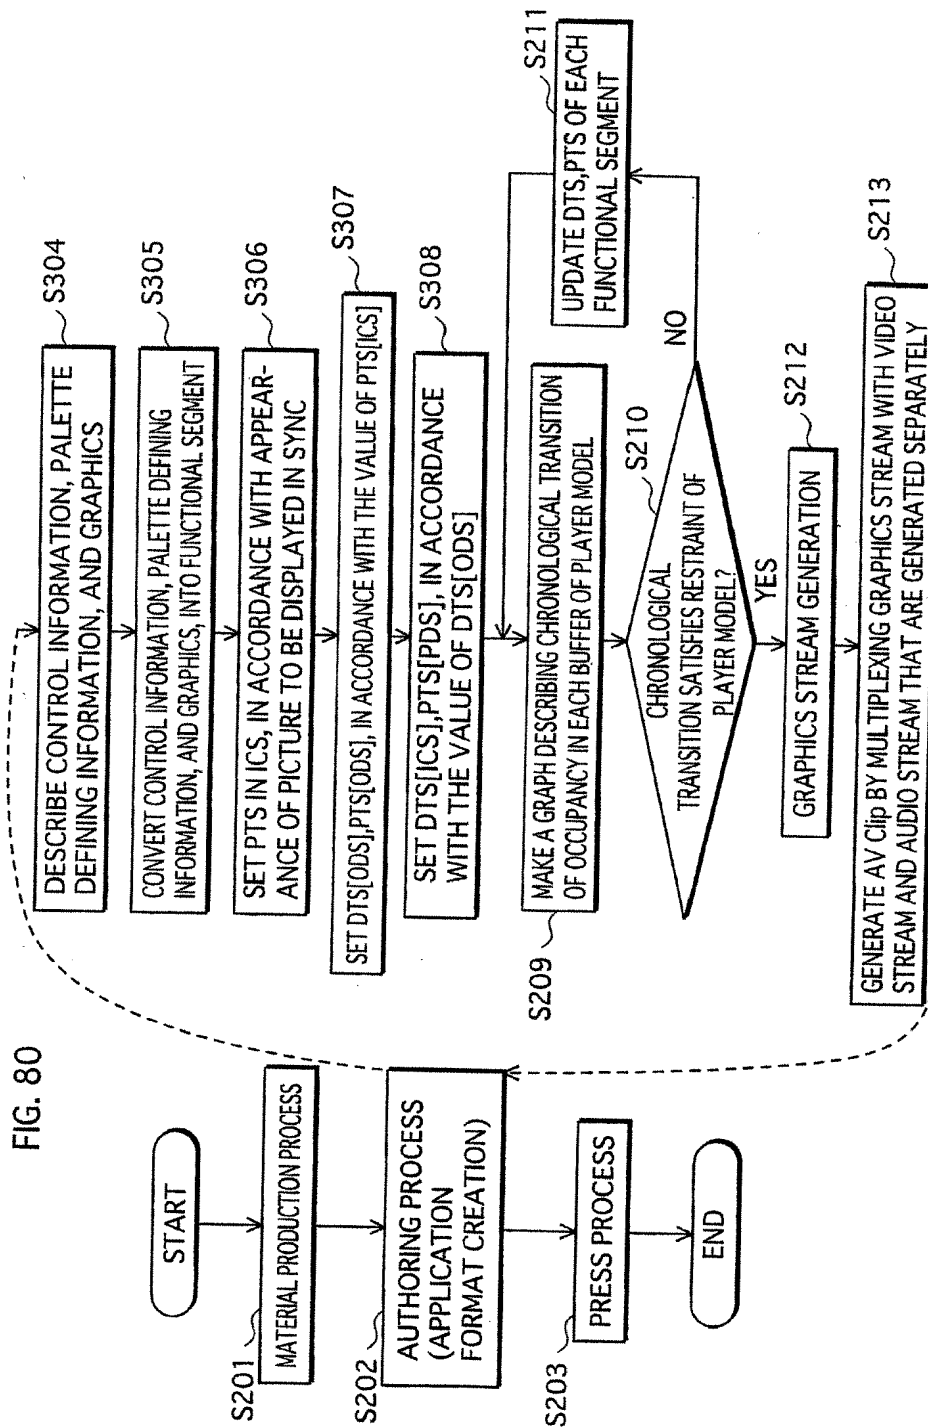 FIG. 80
START
S201
MATERIAL PRODUCTION PROCESS
S202
AUTHORING PROCESS
(APPLICATION
FORMAT CREATION)
S203
PRESS PROCESS
END
S304
DESCRIBE CONTROL INFORMATION, PALETTE
DEFINING INFORMATION, AND GRAPHICS
S305
CONVERT CONTROL INFORMATION, PALETTE DEFINING
INFORMATION, AND GRAPHICS, INTO FUNCTIONAL SEGMENT
S306
SET PTS IN ICS, IN ACCORDANCE WITH APPEAR-
ANCE OF PICTURE TO BE DISPLAYED IN SYNC
S307
SET DTS[ODS],PTS[ODS], IN ACCORDANCE WITH THE VALUE OF PTS[ICS]
S308
SET DTS[ICS],PTS[PDS], IN ACCORDANCE
WITH THE VALUE OF DTS[ODS]
S209
MAKE A GRAPH DESCRIBING CHRONOLOGICAL TRANSITION
OF OCCUPANCY IN EACH BUFFER OF PLAYER MODEL
S210
CHRONOLOGICAL
TRANSITION SATISFIES RESTRAINT OF
PLAYER MODEL?
NO
S211
UPDATE DTS,PTS OF EACH
FUNCTIONAL SEGMENT
YES
S212
GRAPHICS STREAM GENERATION
S213
GENERATE AV Clip BY MULTIPLEXING GRAPHICS STREAM WITH VIDEO
STREAM AND AUDIO STREAM THAT ARE GENERATED SEPARATELY